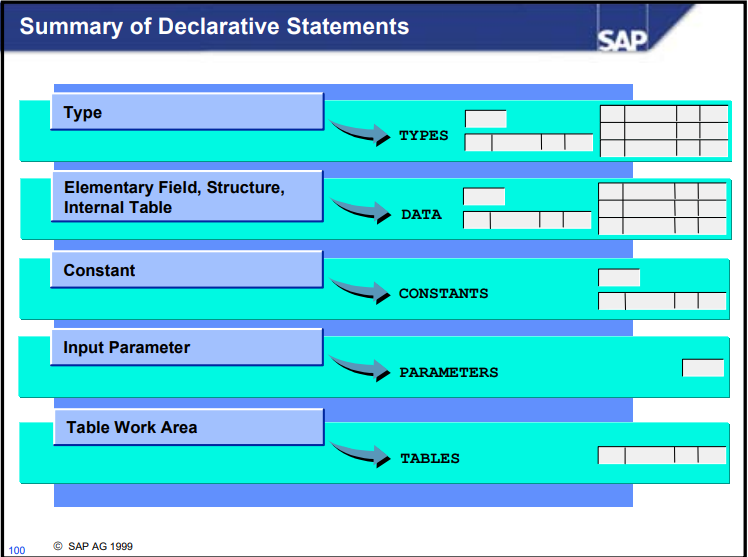 Summary of Declarative Statements
SAP
Type
TYPES
Elementary Field, Structure,
Internal Table
DATA
Constant
CONSTANTS
Input Parameter
PARAMETERS
Table Work Area
TABLES
100
© SAP AG 1999